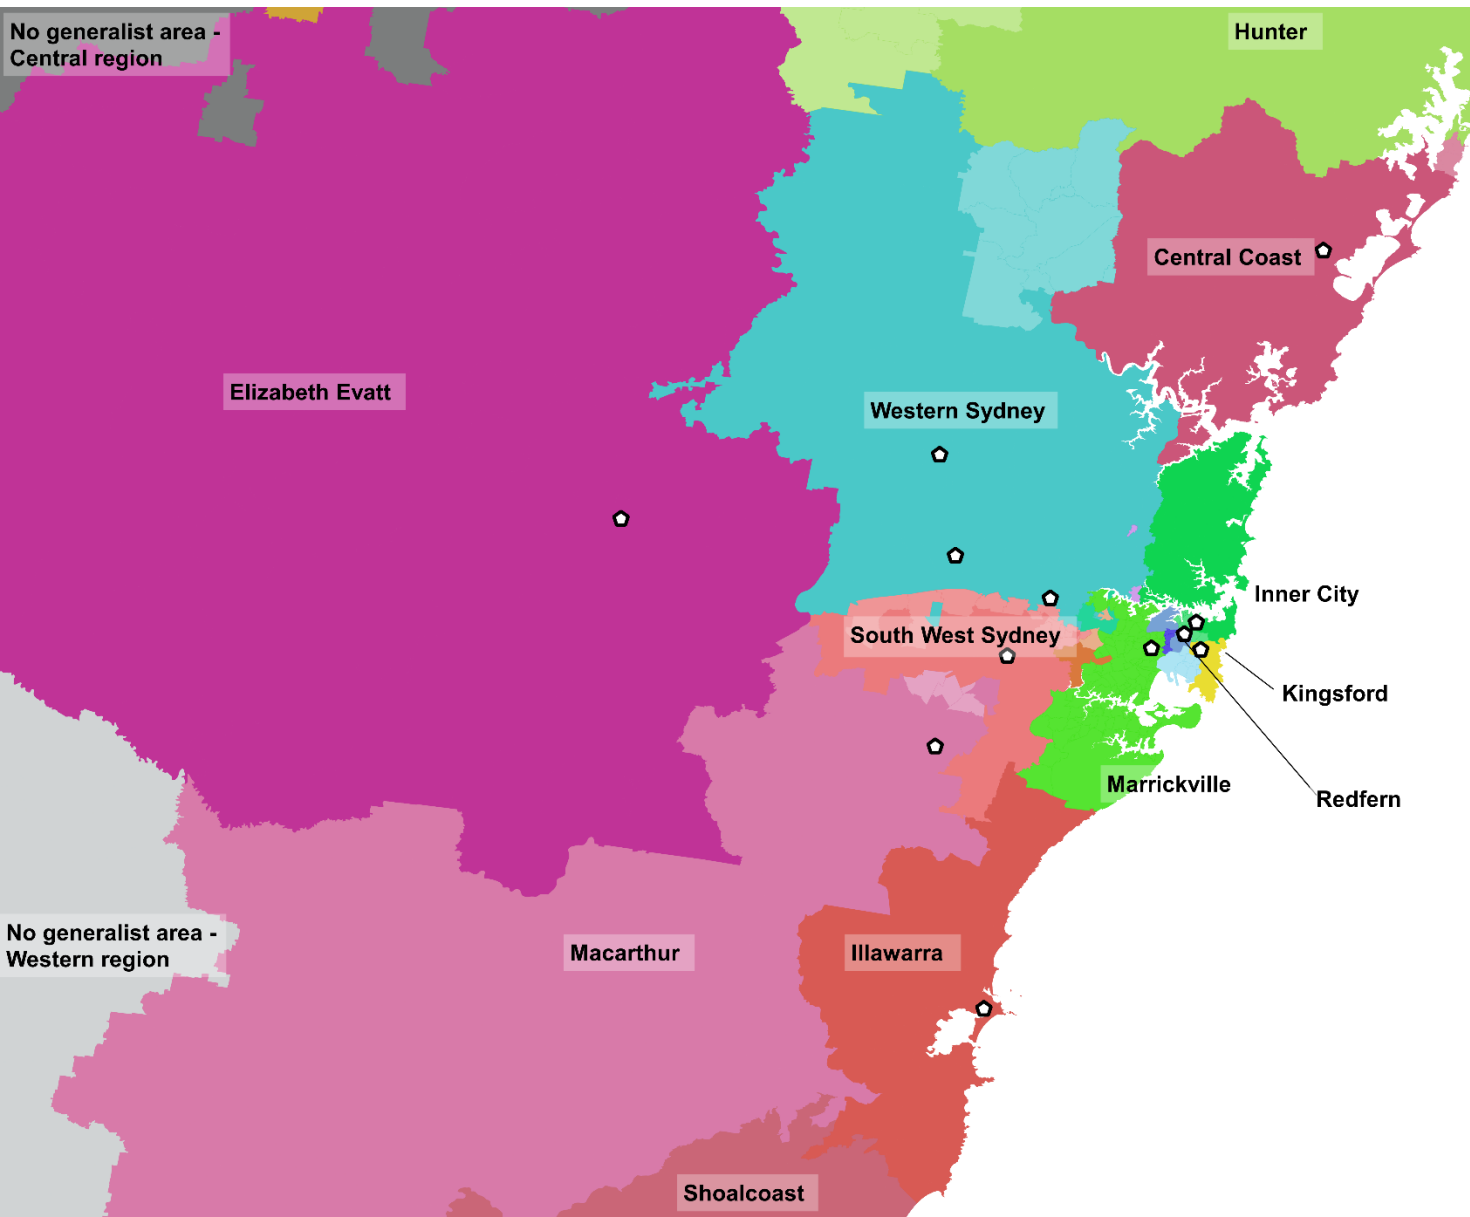 No generalist area -
Central region
Hunter
Central Coast
Elizabeth Evatt
Western Sydney
Inner City
South West Sydney
Kingsford
Marrickville
Redfern
No generalist area -
Western region
Macarthur
Illawarra
Shoalcoast